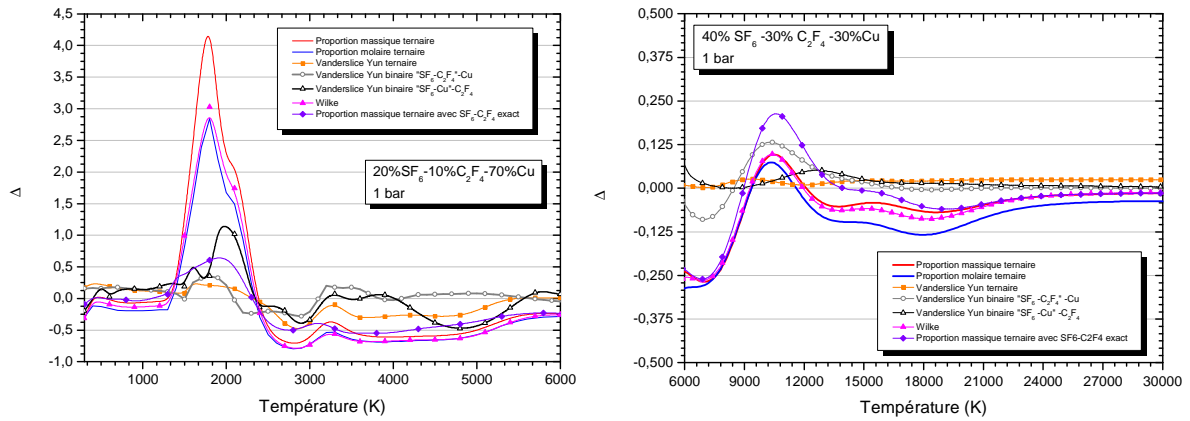 4,5
4,0
3,5
3,0
2,5
2,0
1,5
1,0
0,5
0,0
-0,5
-1,0
Δ
Proportion massique ternaire
Proportion molaire ternaire
Vanderslice Yun ternaire
Vanderslice Yun binaire "SF6-C2F4"-Cu
Vanderslice Yun binaire "SF6-Cu"-C2F4
Wilke
Proportion massique ternaire avec SF6-C2F4 exact
20%SF6-10%C2F4-70%Cu
1 bar
1000 2000 3000 4000 5000 6000
Température (K)
0,500
0,375
0,250
0,125
0,000
-0,125
-0,250
-0,375
-0,500
Δ
40% SF6 -30% C2F4 -30%Cu
1 bar
Proportion massique ternaire
Proportion molaire ternaire
Vanderslice Yun ternaire
Vanderslice Yun binaire "SF6 -C2F4" -Cu
Vanderslice Yun binaire "SF6 -Cu" -C2F4
Wilke
Proportion massique ternaire avec SF6-C2F4 exact
6000 9000 12000 15000 18000 21000 24000 27000 30000
Température (K)